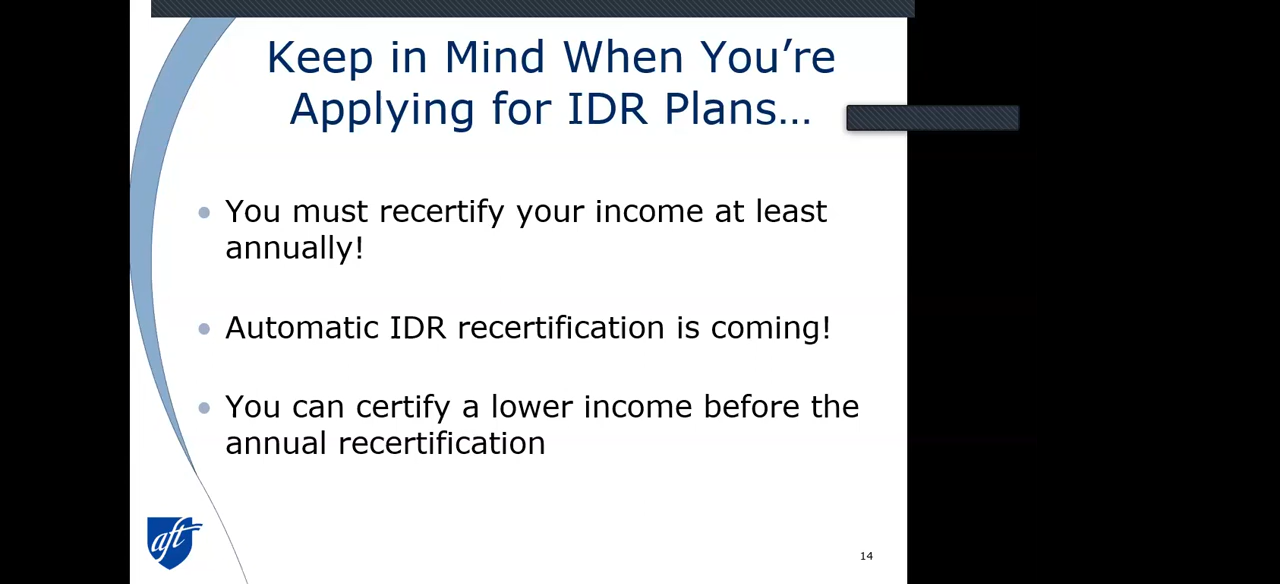 Keep in Mind When You’re
Applying for IDR Plans…
• You must recertify your income at least
annually!
• Automatic IDR recertification is coming!
• You can certify a lower income before the
annual recertification
aft
14